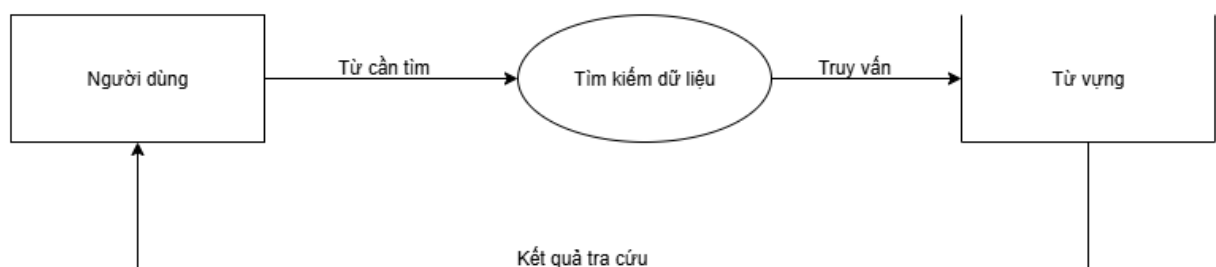 Người dùng
Từ cần tìm
Tìm kiếm dữ liệu
Truy vấn
Từ vựng
Kết quả tra cứu